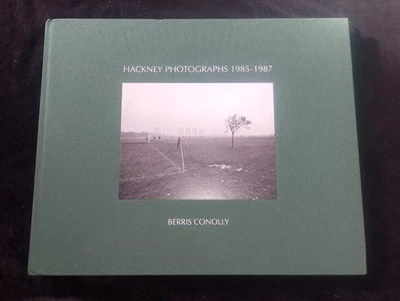 HACKNEY PHOTOGRAPHS 1985-1987
BERRIS CONOLLY